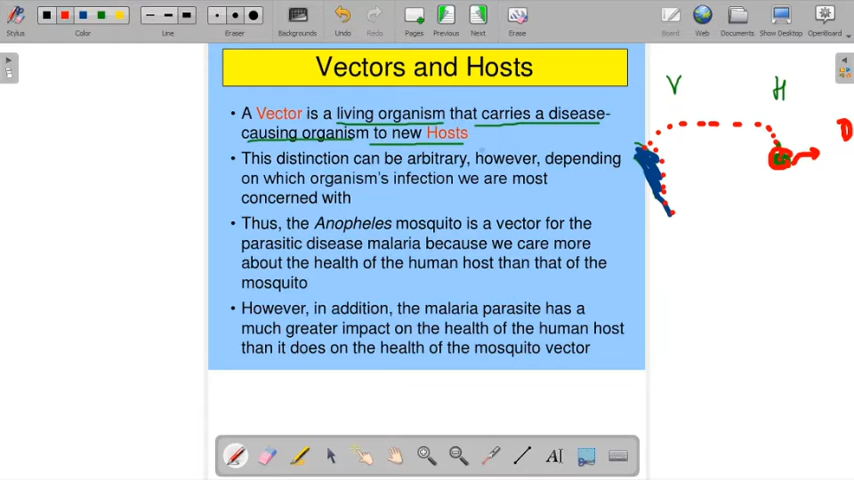 Stylus
Color
Line
Eraser
Backgrounds
Undo
Redo
Pages
Previous
Next
Erase
Board
Web
Documents
Show Desktop
OpenBoard
Vectors and Hosts
V
H
D
• A Vector is a living organism that carries a disease-
causing organism to new Hosts
• This distinction can be arbitrary, however, depending
on which organism's infection we are most
concerned with
• Thus, the Anopheles mosquito is a vector for the
parasitic disease malaria because we care more
about the health of the human host than that of the
mosquito
• However, in addition, the malaria parasite has a
much greater impact on the health of the human host
than it does on the health of the mosquito vector
AI